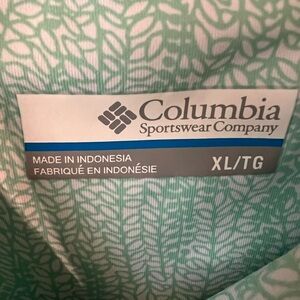 Columbia
Sportswear Company
MADE IN INDONESIA
FABRIQUÉ EN INDONÉSIE
XL/TG